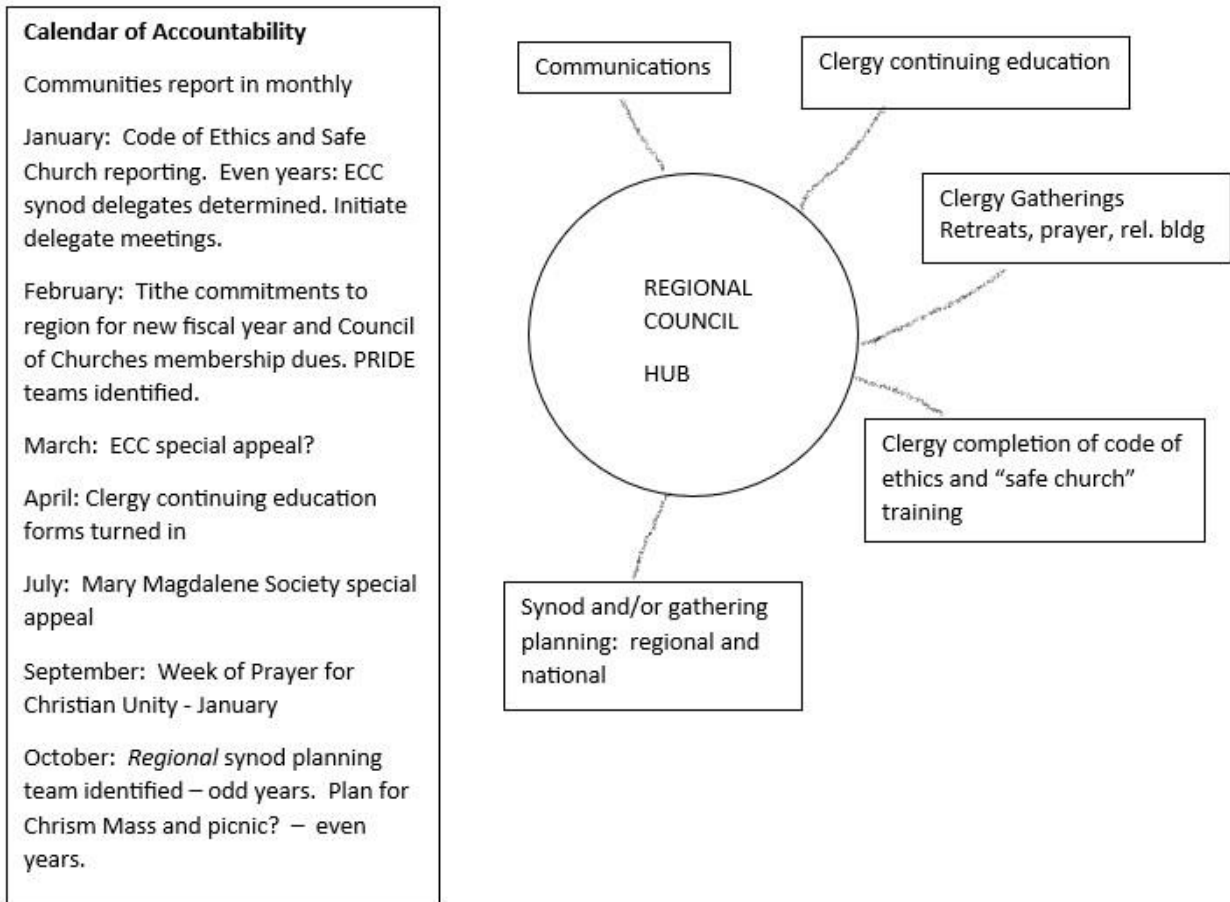 Calendar of Accountability
Communities report in monthly
January:  Code of Ethics and Safe
Church reporting.  Even years: ECC
synod delegates determined. Initiate
delegate meetings.
February:  Tithe commitments to
region for new fiscal year and Council
of Churches membership dues. PRIDE
teams identified.
March:  ECC special appeal?
April: Clergy continuing education
forms turned in
July:  Mary Magdalene Society special
appeal
September:  Week of Prayer for
Christian Unity - January
October:  Regional synod planning
team identified – odd years.  Plan for
Chrism Mass and picnic?  –  even
years.
Communications
Clergy continuing education
Clergy Gatherings
Retreats, prayer, rel. bldg
REGIONAL
COUNCIL
HUB
Clergy completion of code of
ethics and “safe church”
training
Synod and/or gathering
planning:  regional and
national